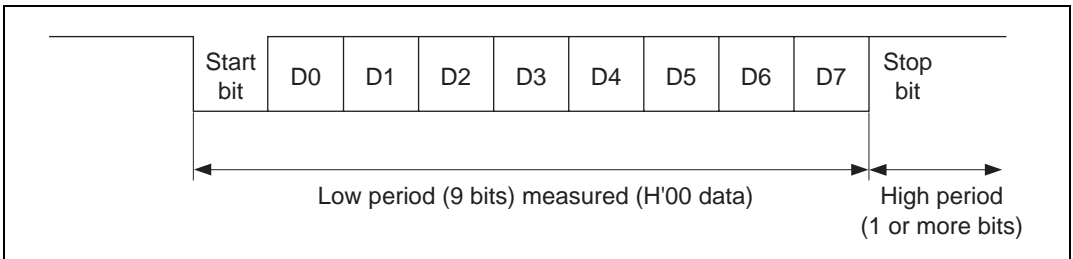 Start
bit
D0
D1
D2
D3
D4
D5
D6
D7
Stop
bit
Low period (9 bits) measured (H'00 data)
High period
(1 or more bits)